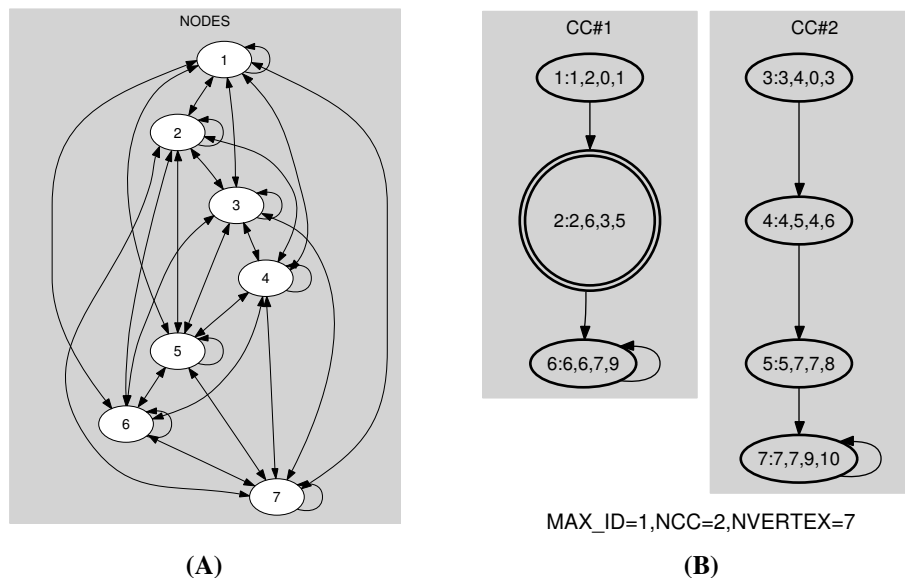 NODES
1
2
3
4
5
6
7
(A)
CC#1
1:1,2,0,1
2:2,6,3,5
6:6,6,7,9
CC#2
3:3,4,0,3
4:4,5,4,6
5:5,7,7,8
7:7,7,9,10
MAX_ID=1,NCC=2,NVERTEX=7
(B)